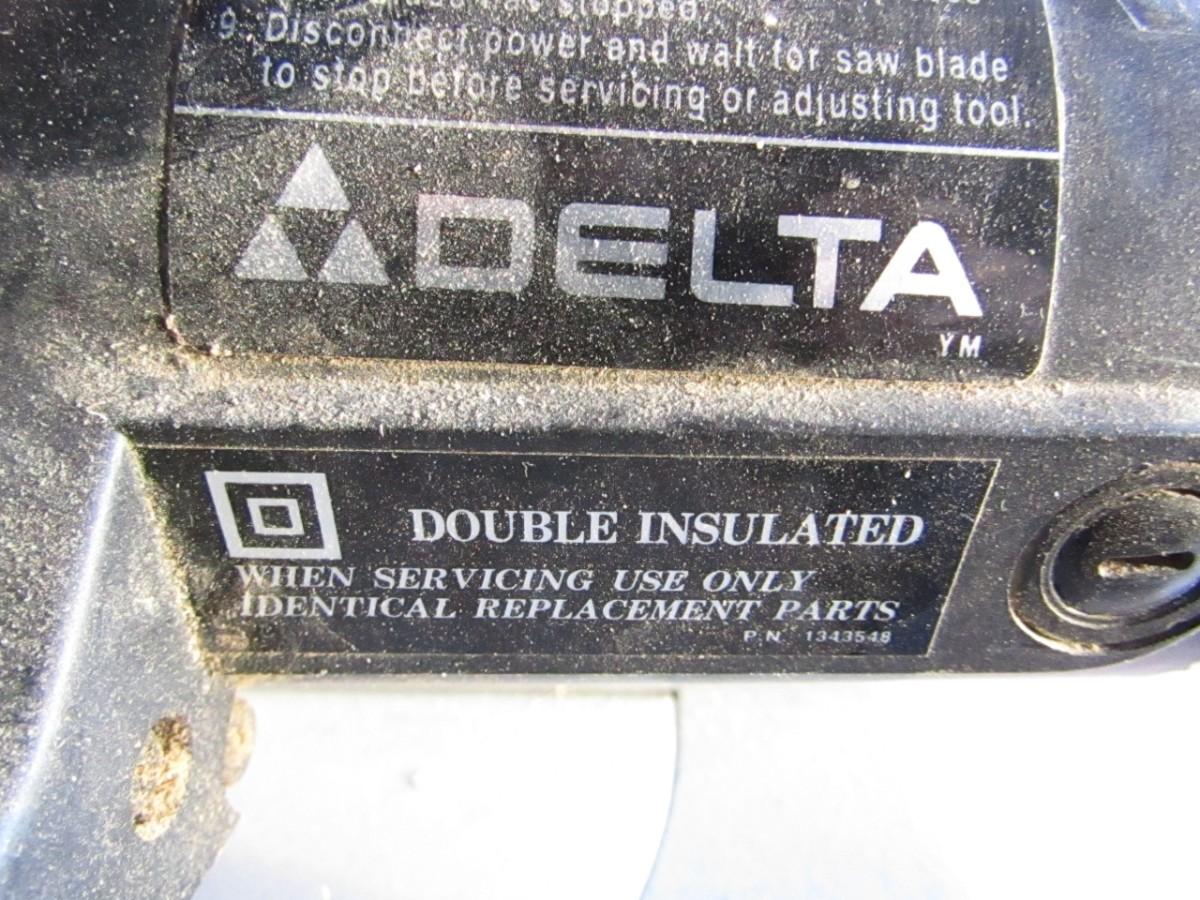 stopped.
9. Disconnect power and wait for saw blade
to stop before servicing or adjusting tool.
DELTA
YM
DOUBLE INSULATED
WHEN SERVICING USE ONLY
IDENTICAL REPLACEMENT PARTS
P.N. 1343548